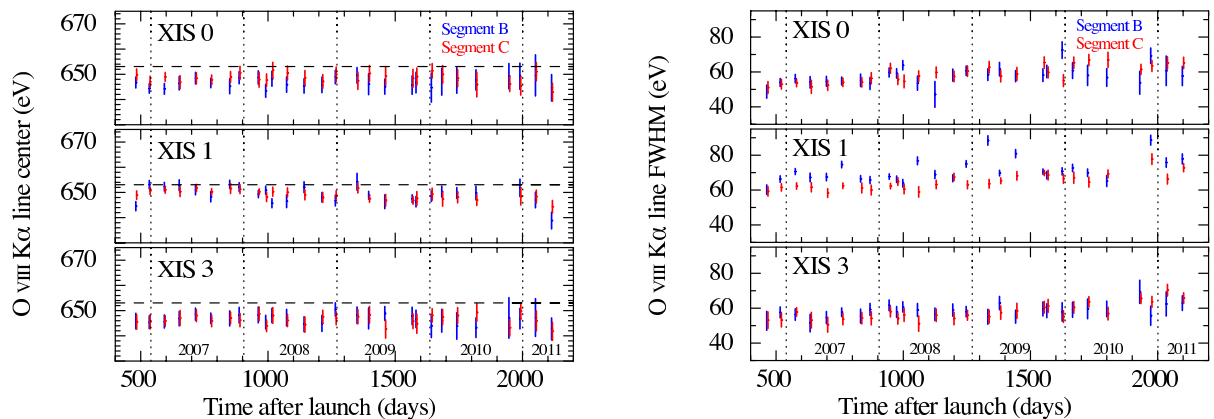 O VIII Kα line center (eV)
670
650
XIS 0
Segment B
Segment C
670
650
XIS 1
670
650
XIS 3
2007
2008
2009
2010
2011
500
1000
1500
2000
Time after launch (days)
O VIII Kα line FWHM (eV)
80
60
40
XIS 0
Segment B
Segment C
80
60
40
XIS 1
80
60
40
XIS 3
2007
2008
2009
2010
2011
500
1000
1500
2000
Time after launch (days)